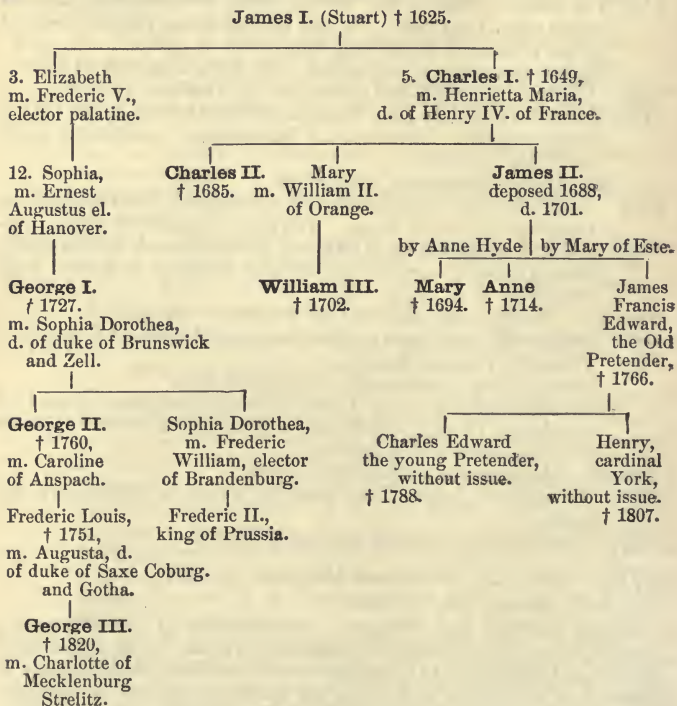 James I. (Stuart) † 1625.
3. Elizabeth
m. Frederic V.,
elector palatine.
5. Charles I. † 1649,
m. Henrietta Maria,
d. of Henry IV. of France.
12. Sophia,
m. Ernest
Augustus el.
of Hanover.
Charles II.
† 1685.
Mary
m. William II.
of Orange.
James II.
deposed 1688,
d. 1701.
by Anne Hyde
by Mary of Este.
George I.
† 1727.
m. Sophia Dorothea,
d. of duke of Brunswick
and Zell.
William III.
† 1702.
Mary
† 1694.
Anne
† 1714.
James
Francis
Edward,
the Old
Pretender,
† 1766.
George II.
† 1760,
m. Caroline
of Anspach.
Sophia Dorothea,
m. Frederic
William, elector
of Brandenburg.
Charles Edward
the young Pretender,
without issue.
† 1788.
Henry,
cardinal
York,
without issue.
† 1807.
Frederic Louis,
† 1751,
m. Augusta, d.
of duke of Saxe Coburg.
and Gotha.
Frederic II.,
king of Prussia.
George III.
† 1820,
m. Charlotte of
Mecklenburg
Strelitz.